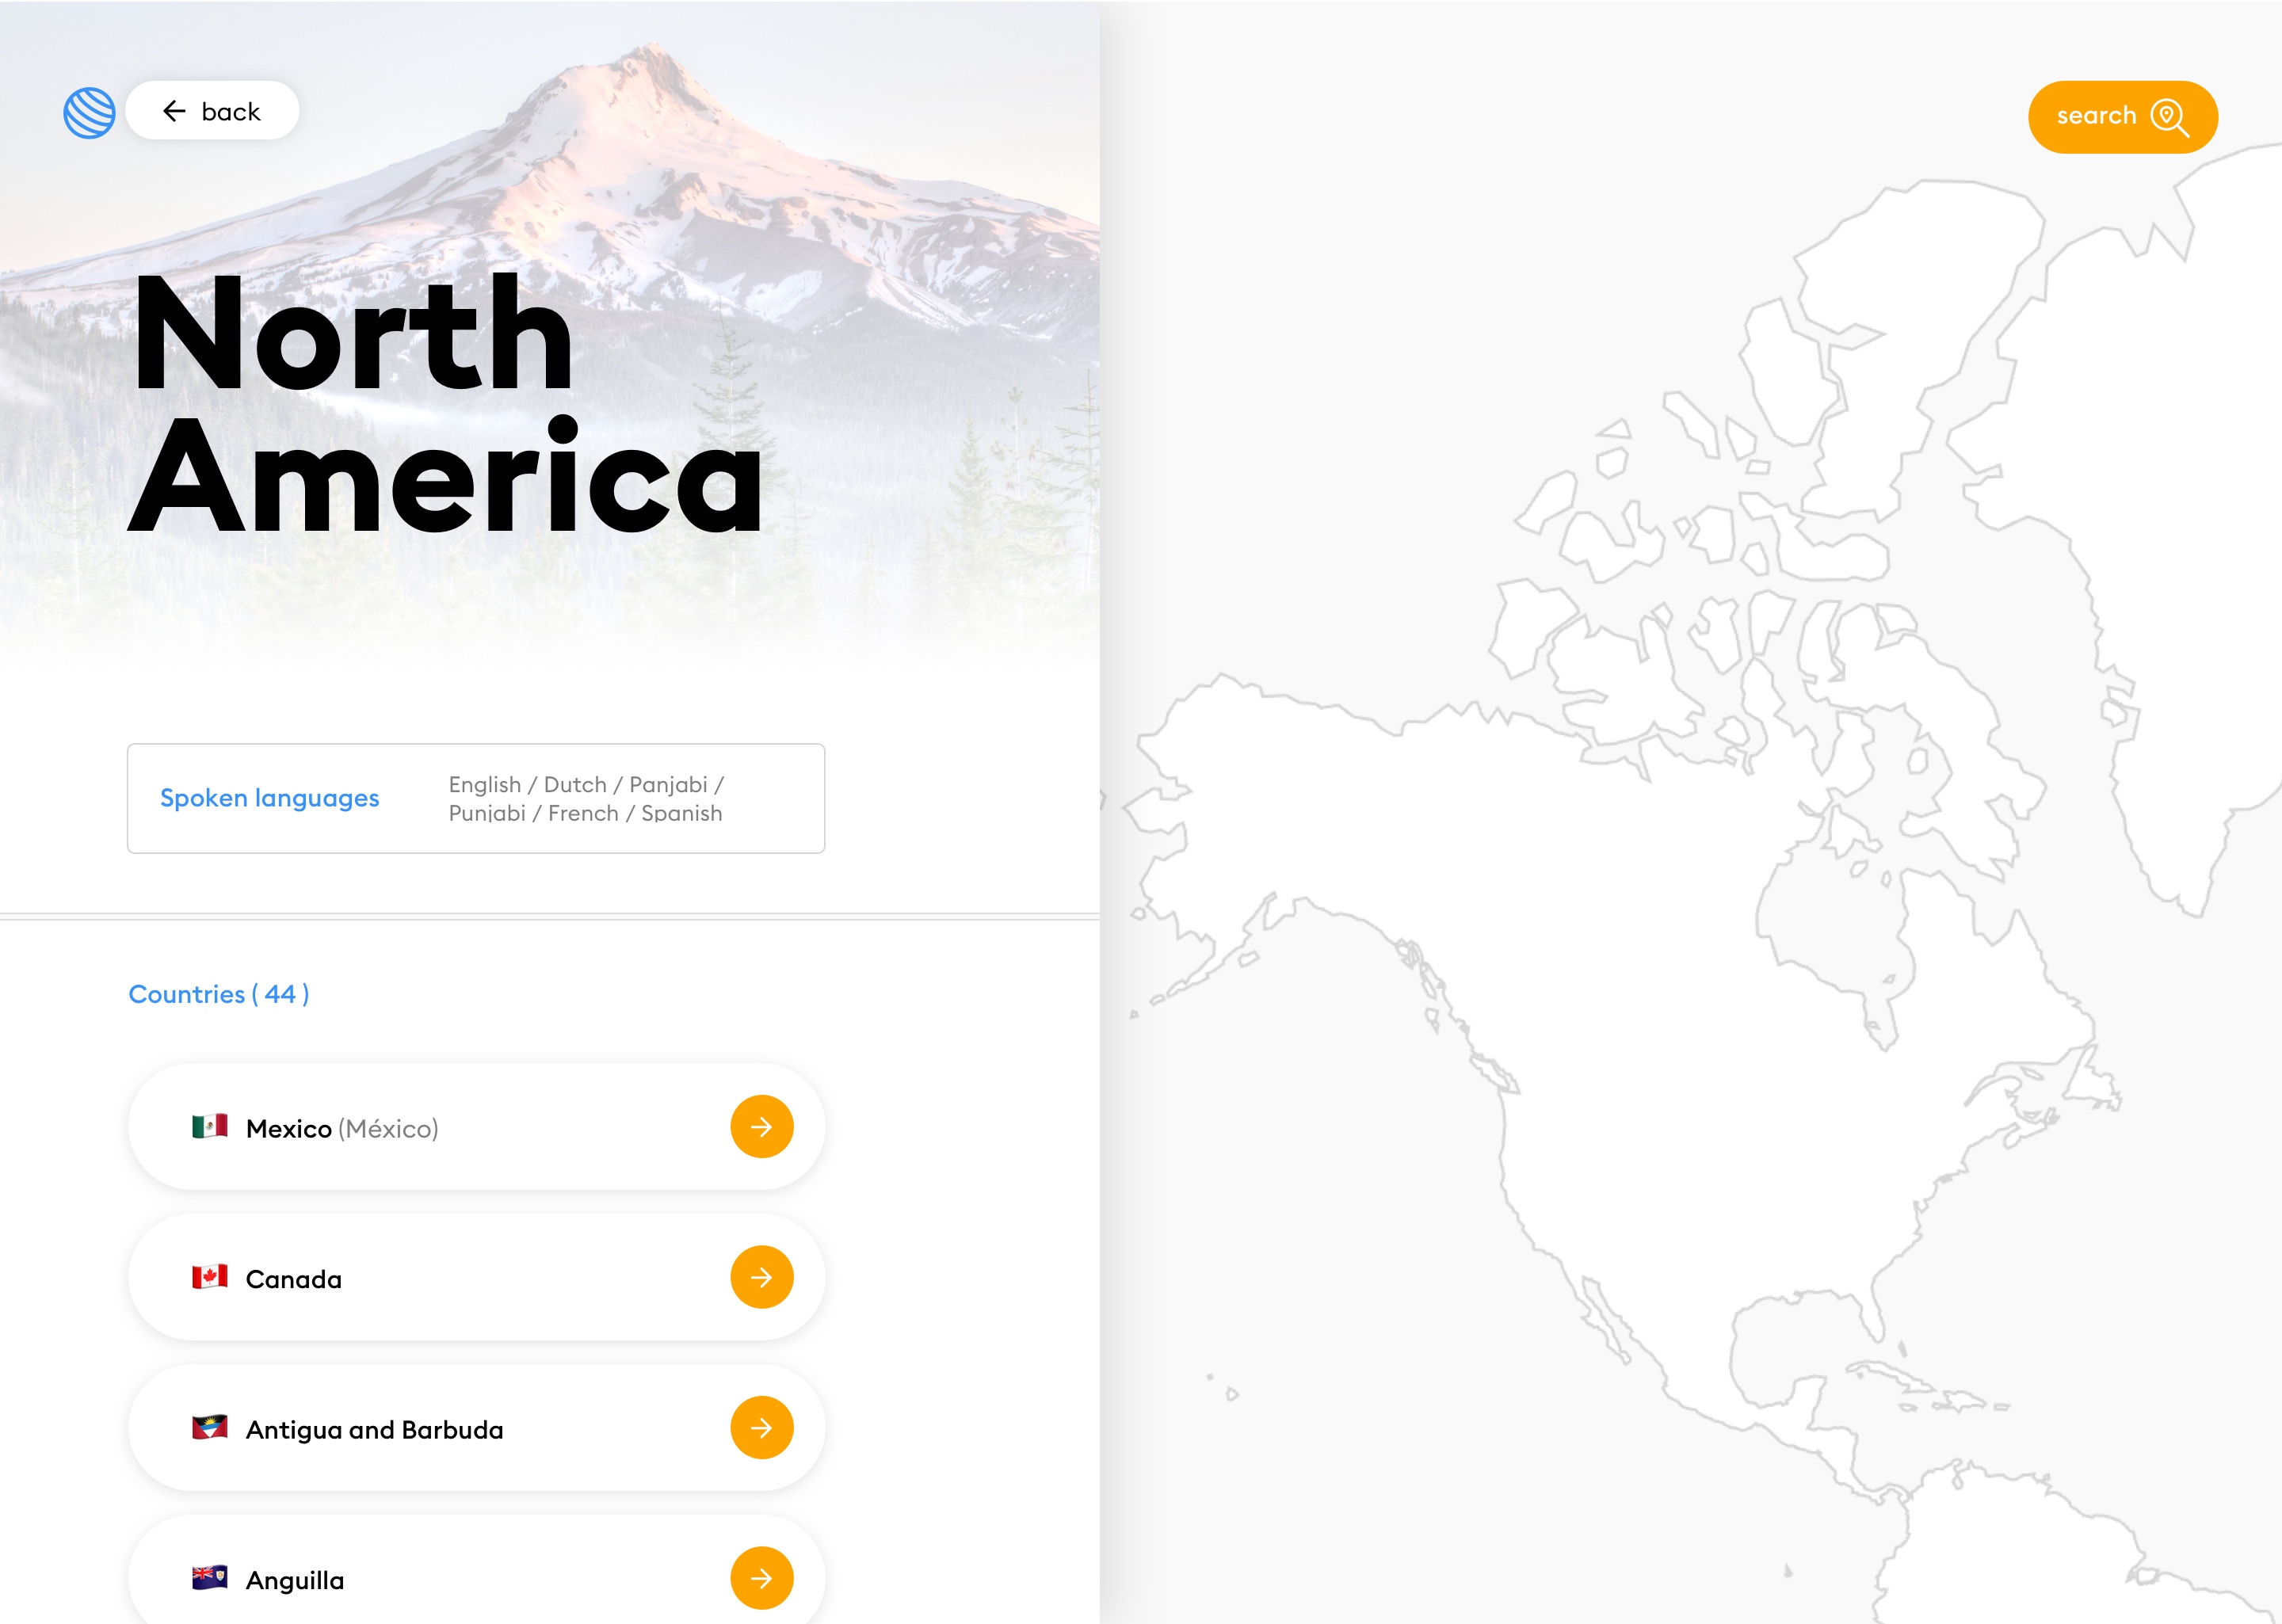 back
search
North
America
Spoken languages
English / Dutch / Panjabi /
Punjabi / French / Spanish
Countries ( 44 )
Mexico (México)
Canada
Antigua and Barbuda
Anguilla